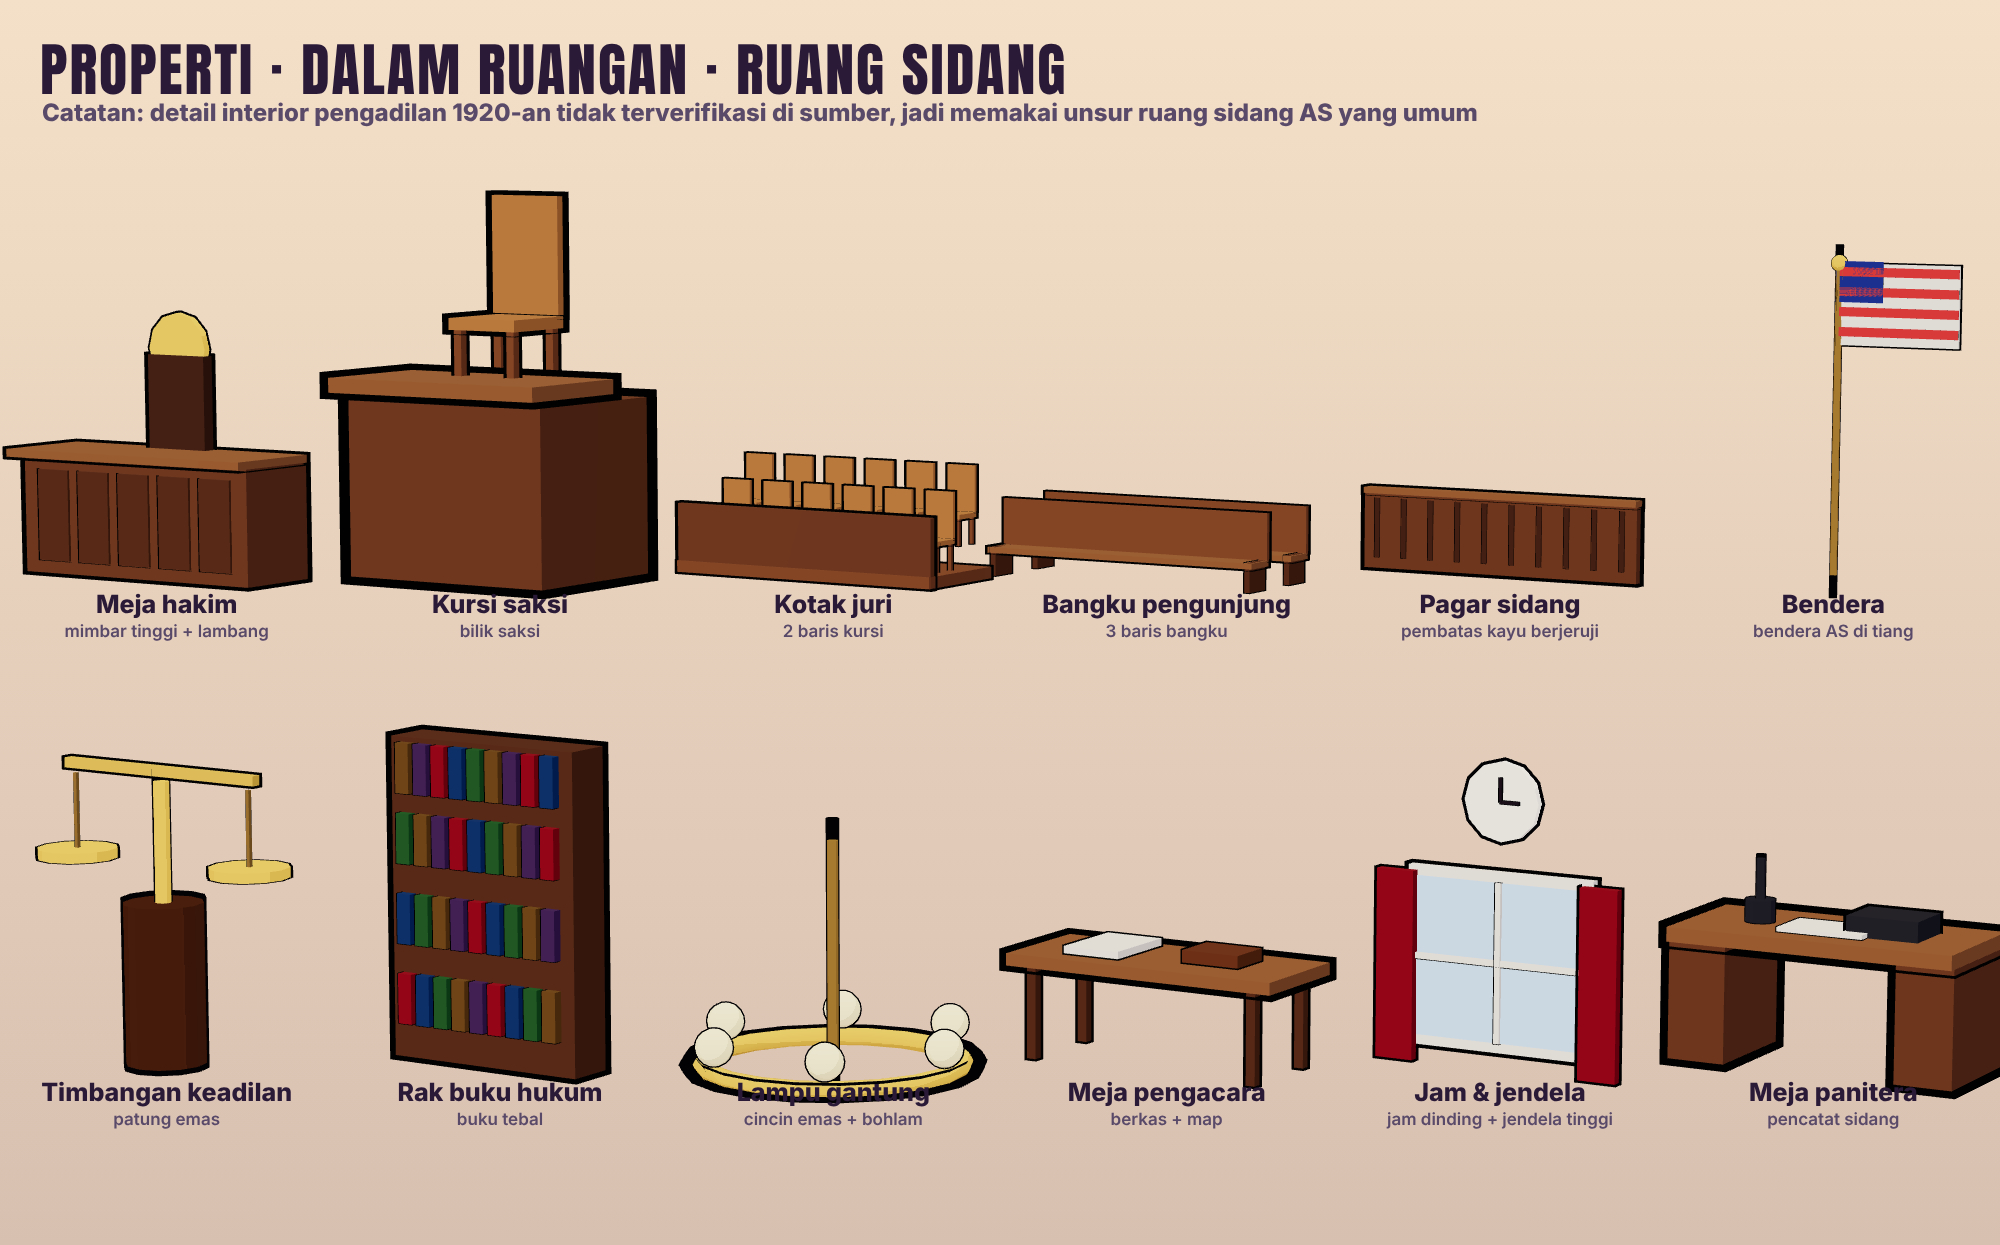 PROPERTI · DALAM RUANGAN · RUANG SIDANG
Catatan: detail interior pengadilan 1920-an tidak terverifikasi di sumber, jadi memakai unsur ruang sidang AS yang umum
Meja hakim
mimbar tinggi + lambang
Kursi saksi
bilik saksi
Kotak juri
2 baris kursi
Bangku pengunjung
3 baris bangku
Pagar sidang
pembatas kayu berjeruji
Bendera
bendera AS di tiang
Timbangan keadilan
patung emas
Rak buku hukum
buku tebal
Lampu gantung
cincin emas + bohlam
Meja pengacara
berkas + map
Jam & jendela
jam dinding + jendela tinggi
Meja panitera
pencatat sidang